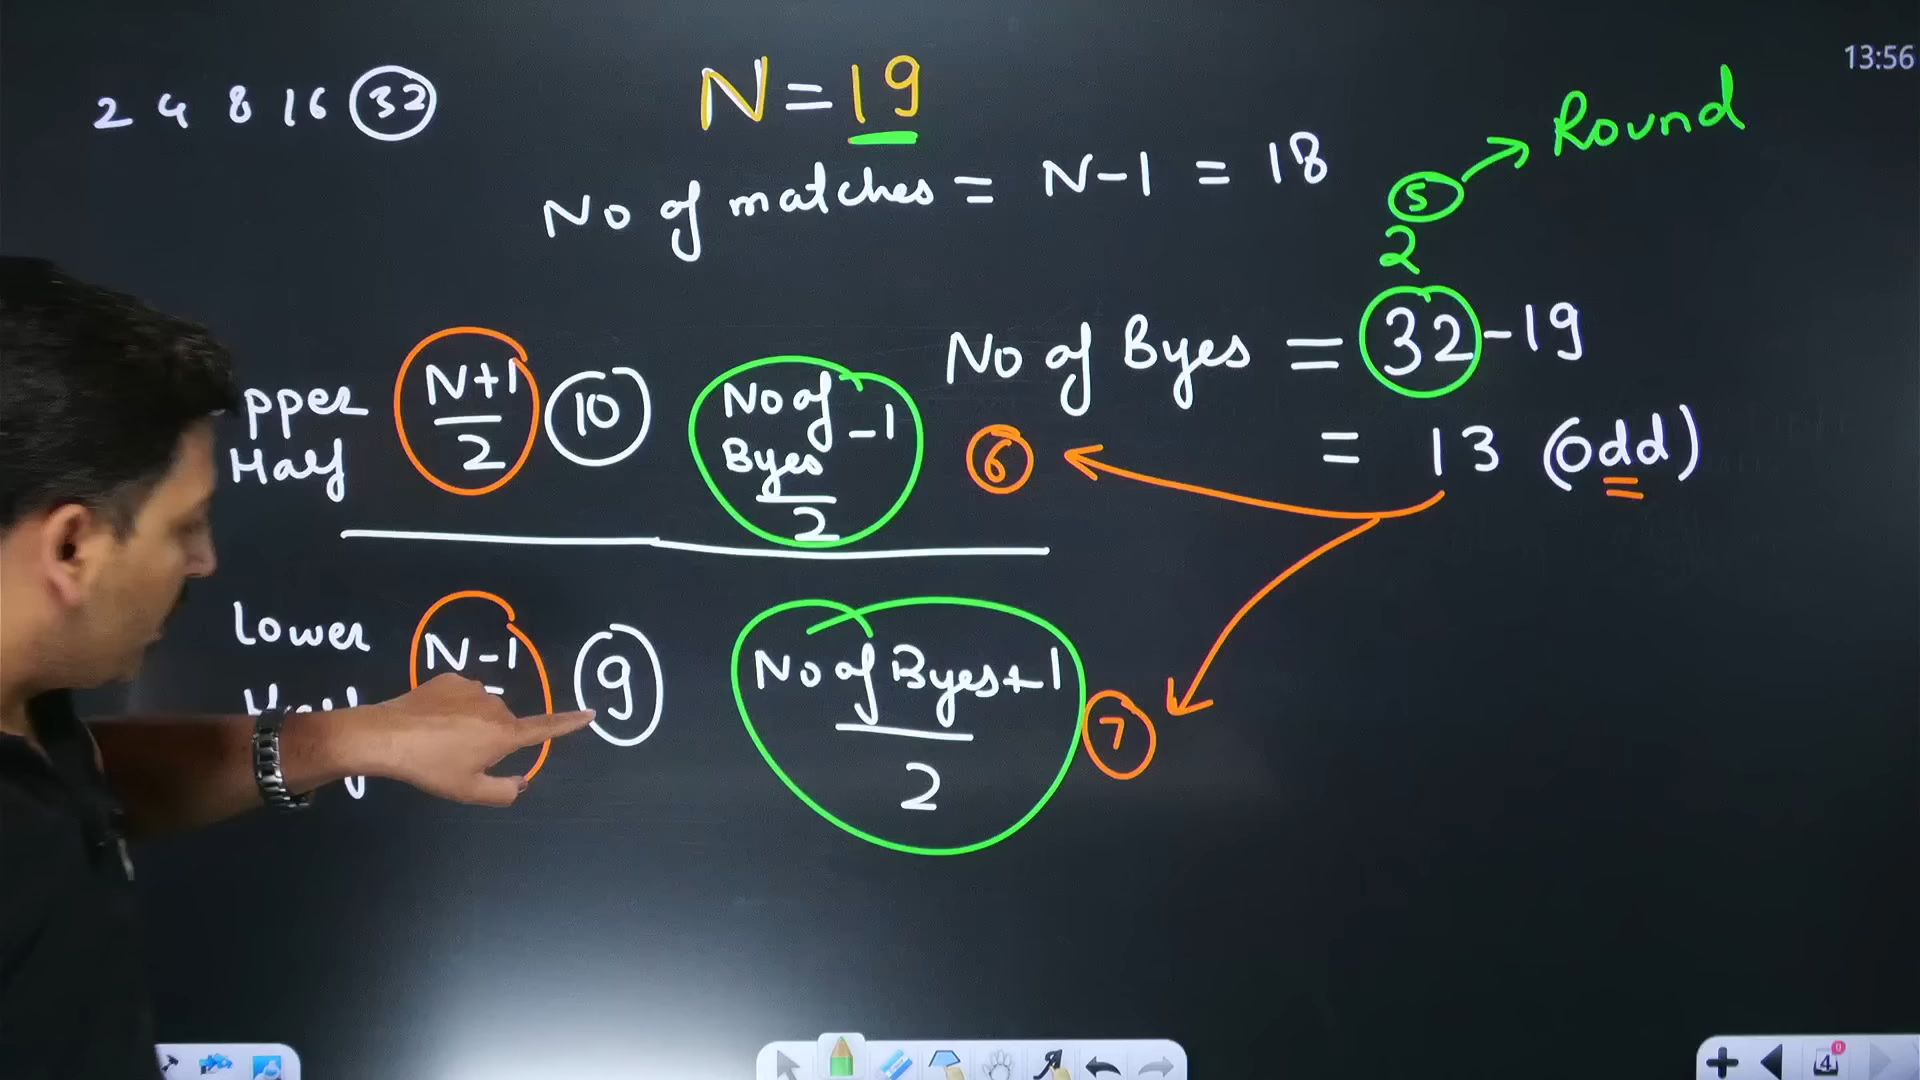 13:56
2 4 8 16 32
N = 19
Round
No of matches = N-1 = 18
5
2
No of Byes = 32-19
= 13 (Odd)
pper
Half
N+1
2
10
No of
Byes -1
2
6
Lower
N-1
9
No of Byes+1
2
7
4